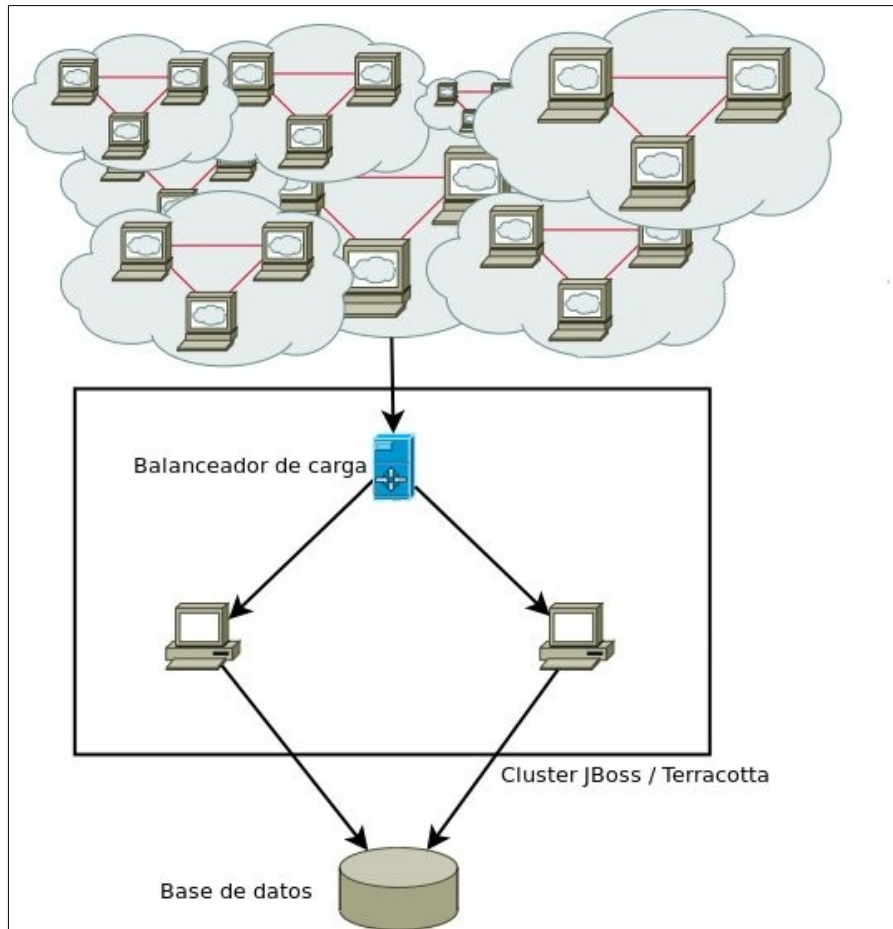 Balanceador de carga
Cluster JBoss / Terracotta
Base de datos